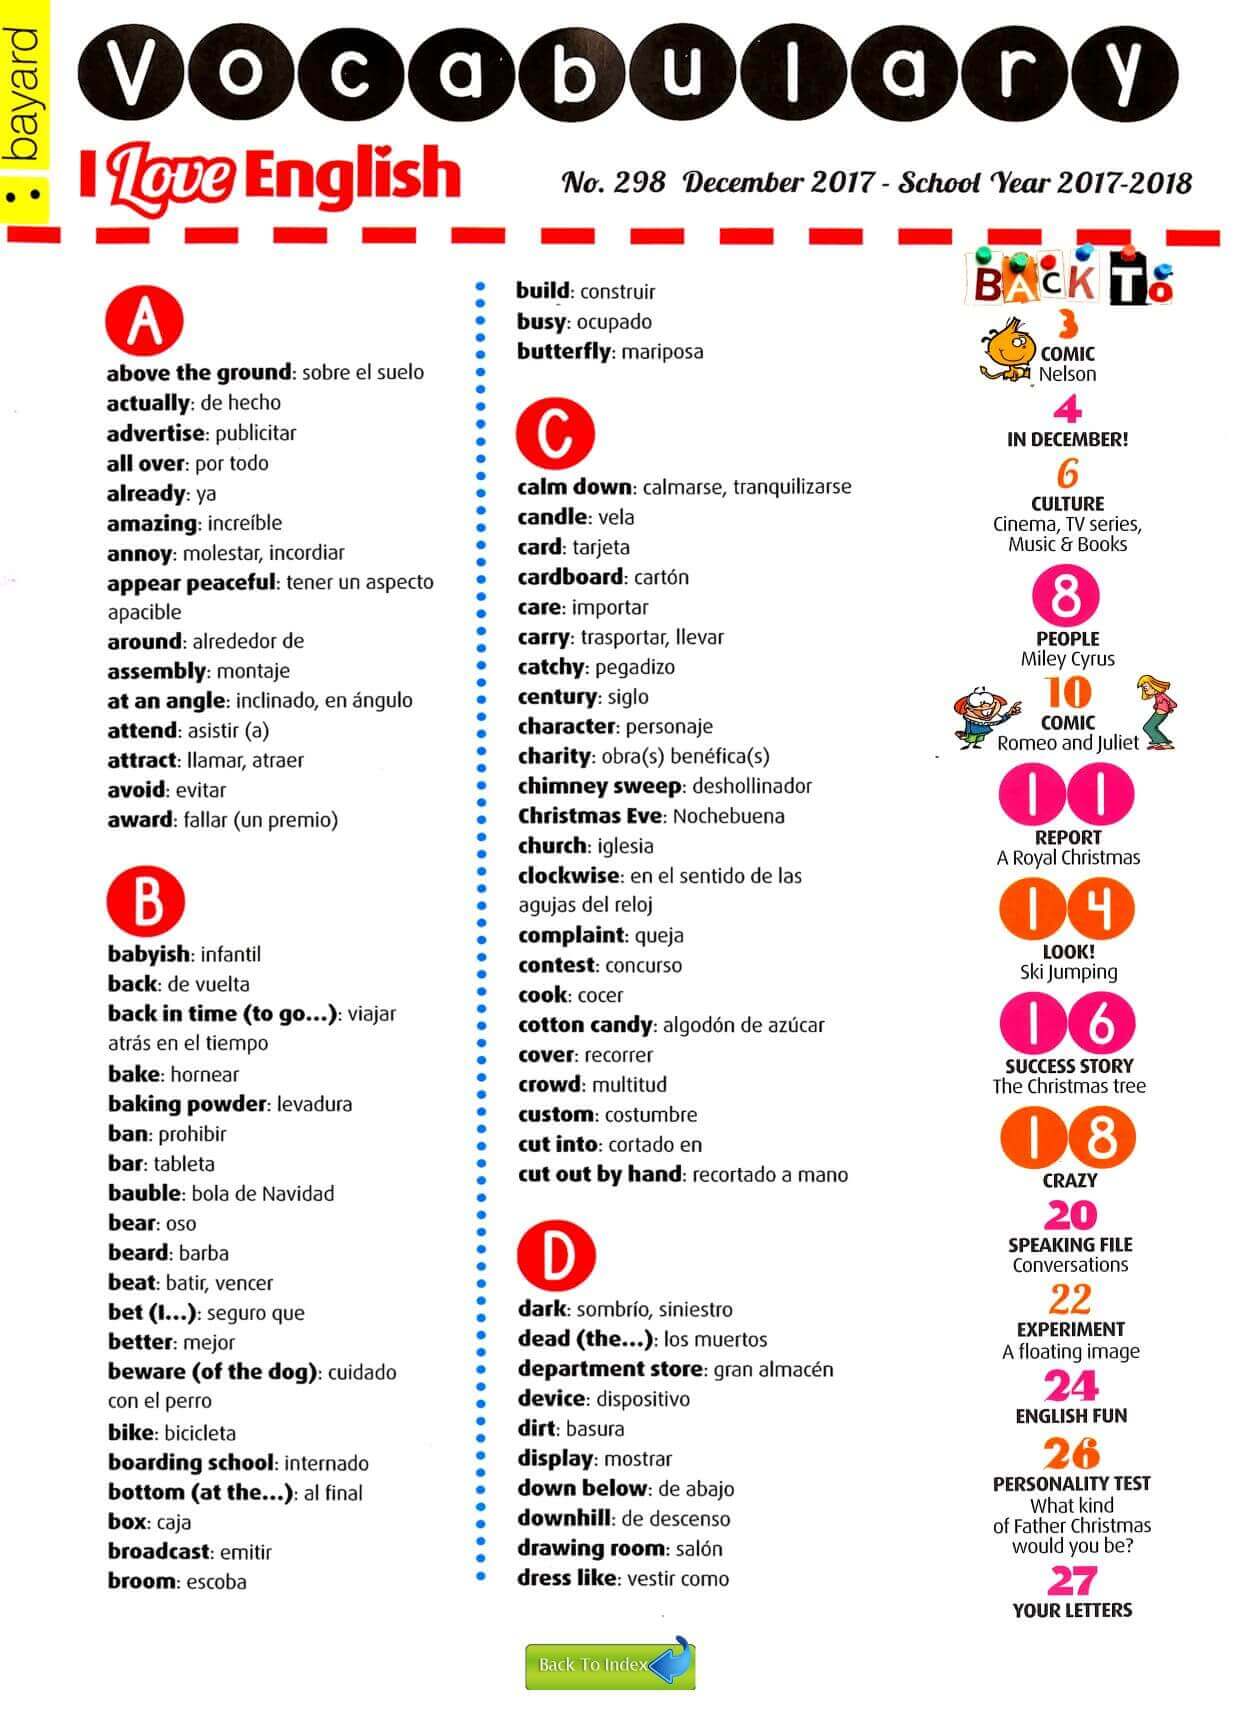 bayard
Vocabulary
I Love English
No. 298 December 2017 - School Year 2017-2018
A
above the ground: sobre el suelo
actually: de hecho
advertise: publicitar
all over: por todo
already: ya
amazing: increíble
annoy: molestar, incordiar
appear peaceful: tener un aspecto
apacible
around: alrededor de
assembly: montaje
at an angle: inclinado, en ángulo
attend: asistir (a)
attract: llamar, atraer
avoid: evitar
award: fallar (un premio)
B
babyish: infantil
back: de vuelta
back in time (to go...): viajar
atrás en el tiempo
bake: hornear
baking powder: levadura
ban: prohibir
bar: tableta
bauble: bola de Navidad
bear: oso
beard: barba
beat: batir, vencer
bet (I...): seguro que
better: mejor
beware (of the dog): cuidado
con el perro
bike: bicicleta
boarding school: internado
bottom (at the...): al final
box: caja
broadcast: emitir
broom: escoba
build: construir
busy: ocupado
butterfly: mariposa
C
calm down: calmarse, tranquilizarse
candle: vela
card: tarjeta
cardboard: cartón
care: importar
carry: trasportar, llevar
catchy: pegadizo
century: siglo
character: personaje
charity: obra(s) benéfica(s)
chimney sweep: deshollinador
Christmas Eve: Nochebuena
church: iglesia
clockwise: en el sentido de las
agujas del reloj
complaint: queja
contest: concurso
cook: cocer
cotton candy: algodón de azúcar
cover: recorrer
crowd: multitud
custom: costumbre
cut into: cortado en
cut out by hand: recortado a mano
D
dark: sombrío, siniestro
dead (the...): los muertos
department store: gran almacén
device: dispositivo
dirt: basura
display: mostrar
down below: de abajo
downhill: de descenso
drawing room: salón
dress like: vestir como
BACK To
3
COMIC
Nelson
4
IN DECEMBER!
6
CULTURE
Cinema, TV series,
Music & Books
8
PEOPLE
Miley Cyrus
10
COMIC
Romeo and Juliet
11
REPORT
A Royal Christmas
14
LOOK!
Ski Jumping
16
SUCCESS STORY
The Christmas tree
18
CRAZY
20
SPEAKING FILE
Conversations
22
EXPERIMENT
A floating image
24
ENGLISH FUN
26
PERSONALITY TEST
What kind
of Father Christmas
would you be?
27
YOUR LETTERS
Back To Index